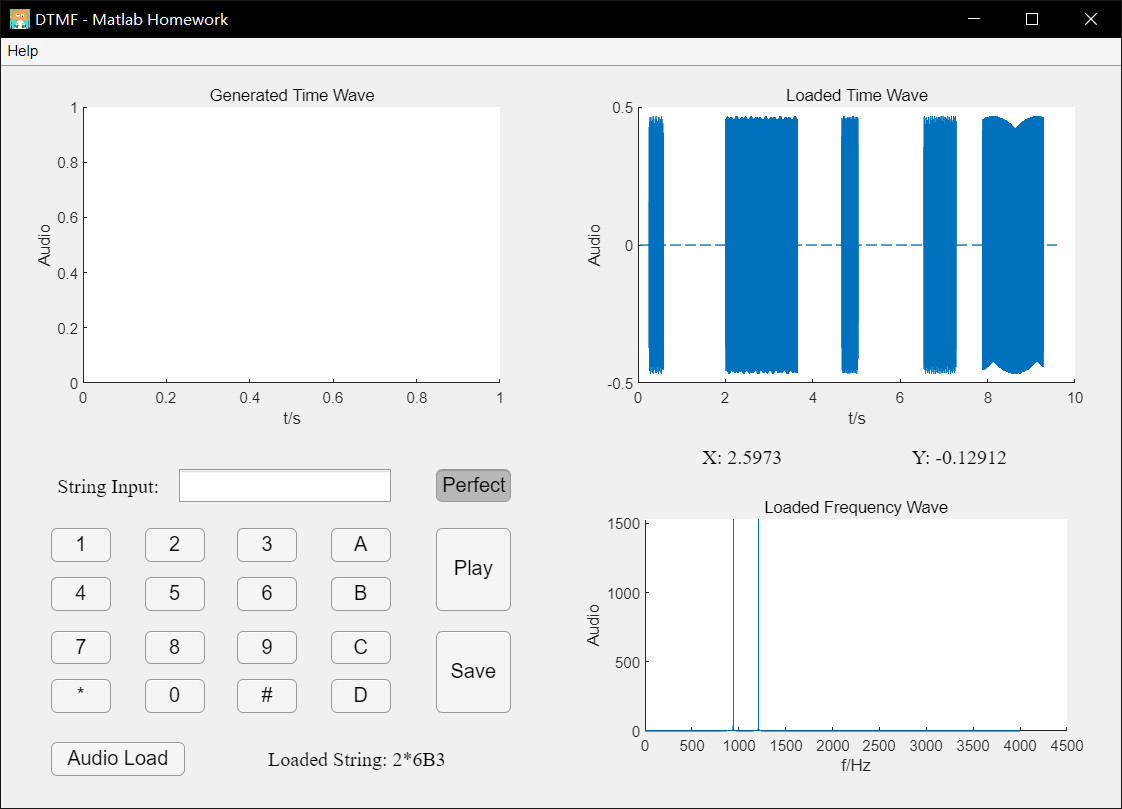 DTMF - Matlab Homework
Help
Generated Time Wave
1
0.8
0.6
0.4
0.2
0
Audio
0 0.2 0.4 0.6 0.8 1
t/s
Loaded Time Wave
0.5
0
-0.5
Audio
0 2 4 6 8 10
t/s
X: 2.5973 Y: -0.12912
String Input: Perfect
1 2 3 A
4 5 6 B
Play
7 8 9 C
* 0 # D
Save
Audio Load Loaded String: 2*6B3
Loaded Frequency Wave
1500
1000
500
0
Audio
0 500 1000 1500 2000 2500 3000 3500 4000 4500
f/Hz